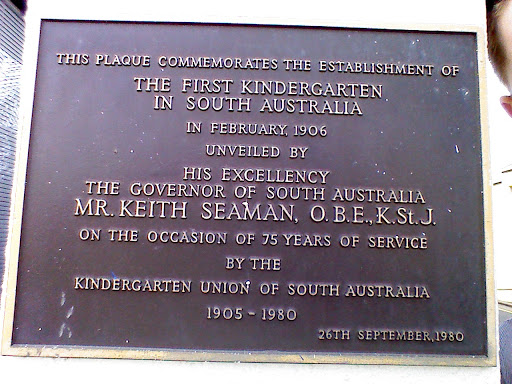 THIS PLAQUE COMMEMORATES THE ESTABLISHMENT OF
THE FIRST KINDERGARTEN
IN SOUTH AUSTRALIA
IN FEBRUARY, 1906
UNVEILED BY
HIS EXCELLENCY
THE GOVERNOR OF SOUTH AUSTRALIA
MR. KEITH SEAMAN, O.B.E., K.St.J.
ON THE OCCASION OF 75 YEARS OF SERVICE
BY THE
KINDERGARTEN UNION OF SOUTH AUSTRALIA
1905 - 1980
26TH SEPTEMBER, 1980